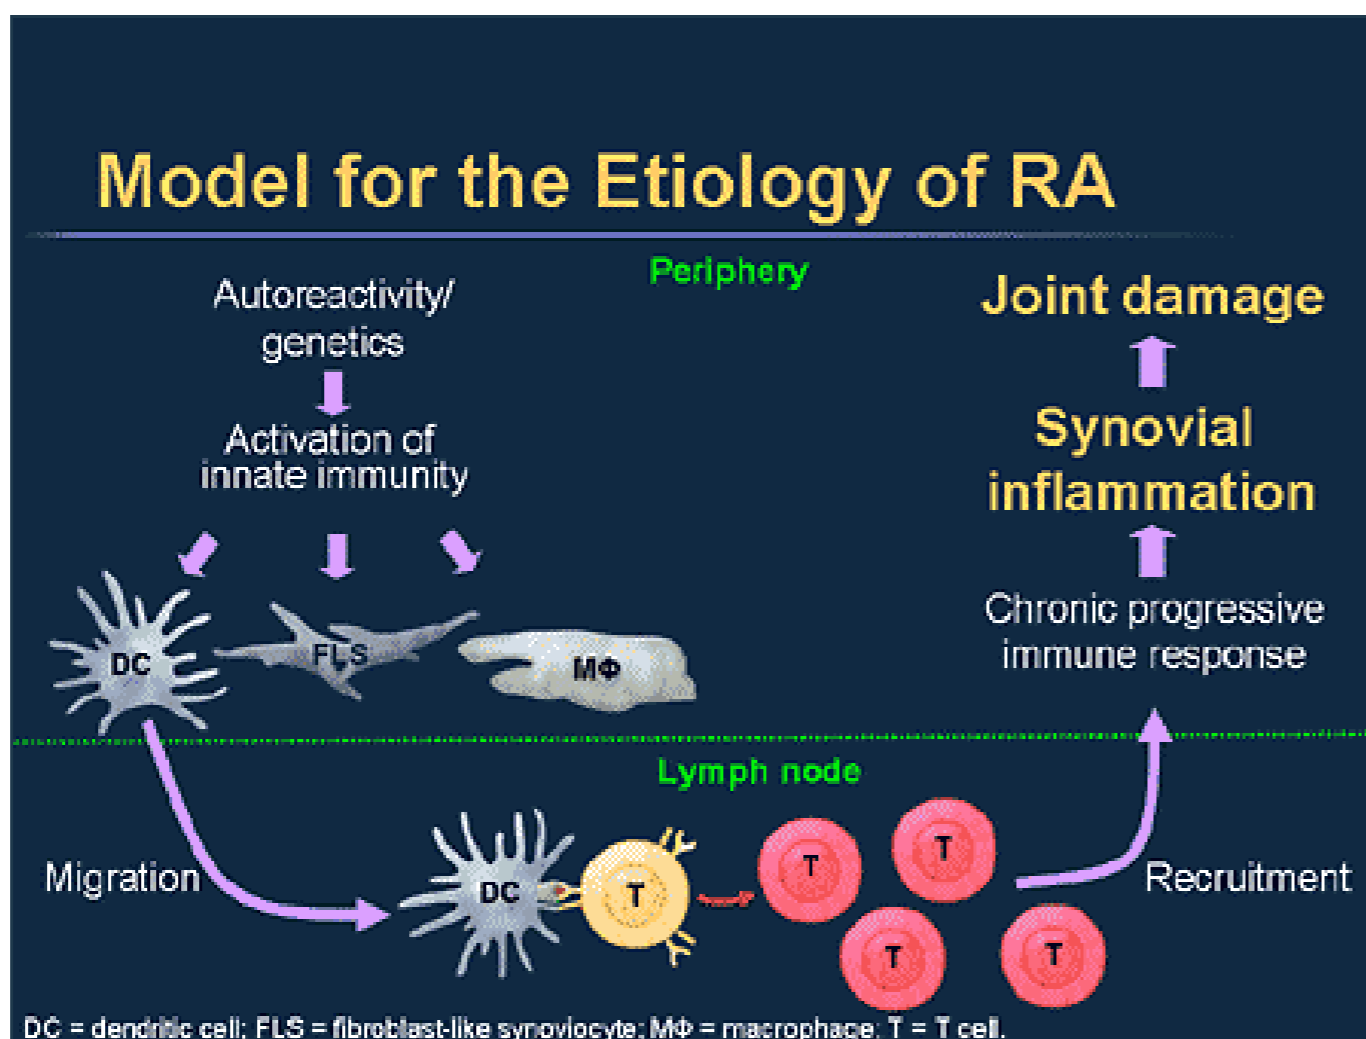 Model for the Etiology of RA
Periphery
Autoreactivity/
genetics
Activation of
innate immunity
DC
FLS
MΦ
Joint damage
Synovial
inflammation
Chronic progressive
immune response
Lymph node
Migration
DC
T
T
T
T
T
Recruitment
DC = dendritic cell; FLS = fibroblast-like synoviocyte; MΦ = macrophage; T = T cell.